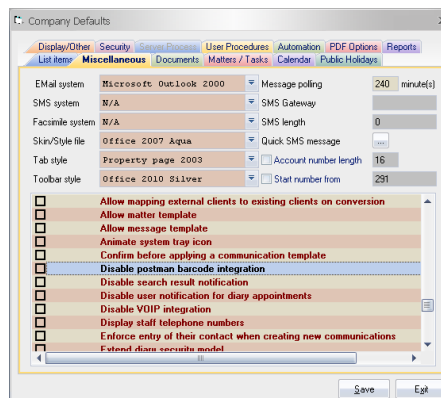 Company Defaults
Display/Other Security Server Process User Procedures Automation PDF Options Reports
List items Miscellaneous Documents Matters / Tasks Calendar Public Holidays
EMail system Microsoft Outlook 2000 Message polling 240 minute(s)
SMS system N/A SMS Gateway
Facsimile system N/A SMS length 0
Skin/Style file Office 2007 Aqua Quick SMS message ...
Tab style Property page 2003 Account number length 16
Toolbar style Office 2010 Silver Start number from 291
Allow mapping external clients to existing clients on conversion
Allow matter template
Allow message template
Animate system tray icon
Confirm before applying a communication template
Disable postman barcode integration
Disable search result notification
Disable user notification for diary appointments
Disable VOIP integration
Display staff telephone numbers
Enforce entry of their contact when creating new communications
Extend diary security model
Save Exit